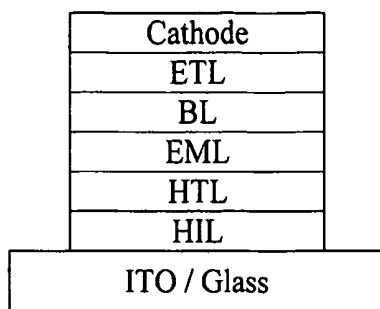 Cathode
ETL
BL
EML
HTL
HIL
ITO / Glass